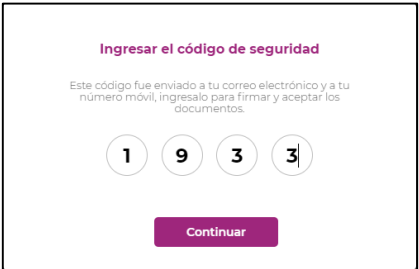 Ingresar el código de seguridad
Este código fue enviado a tu correo electrónico y a tu
número móvil, ingresalo para firmar y aceptar los
documentos.
1 9 3 3
Continuar